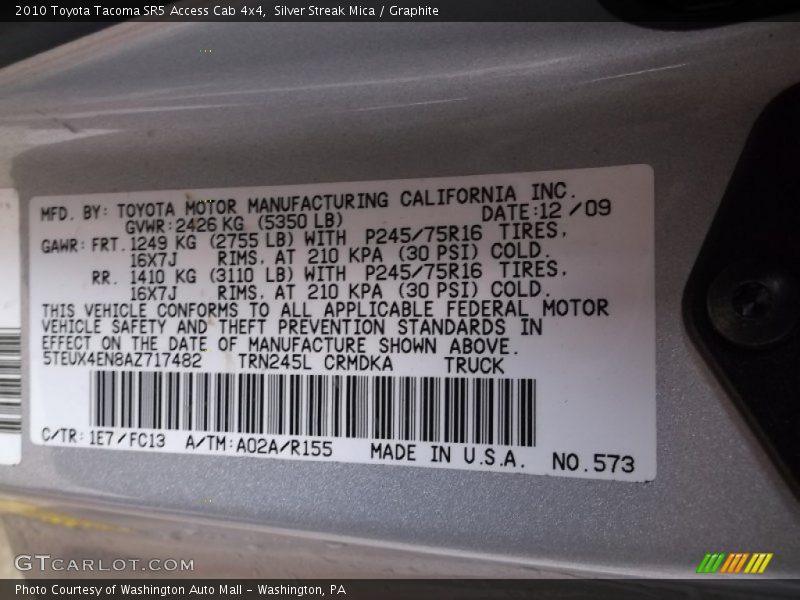 2010 Toyota Tacoma SR5 Access Cab 4x4,  Silver Streak Mica / Graphite
MFD. BY: TOYOTA MOTOR MANUFACTURING CALIFORNIA INC.
GVWR:2426 KG (5350 LB) DATE:12 /09
GAWR: FRT. 1249 KG (2755 LB) WITH P245/75R16 TIRES,
16X7J RIMS, AT 210 KPA (30 PSI) COLD.
RR. 1410 KG (3110 LB) WITH P245/75R16 TIRES,
16X7J RIMS, AT 210 KPA (30 PSI) COLD.
THIS VEHICLE CONFORMS TO ALL APPLICABLE FEDERAL MOTOR
VEHICLE SAFETY AND THEFT PREVENTION STANDARDS IN
EFFECT ON THE DATE OF MANUFACTURE SHOWN ABOVE.
5TEUX4EN8AZ717482 TRN245L CRMDKA TRUCK
C/TR: 1E7/FC13 A/TM:A02A/R155 MADE IN U.S.A. NO.573
GTCARLOT.COM
Photo Courtesy of Washington Auto Mall - Washington, PA